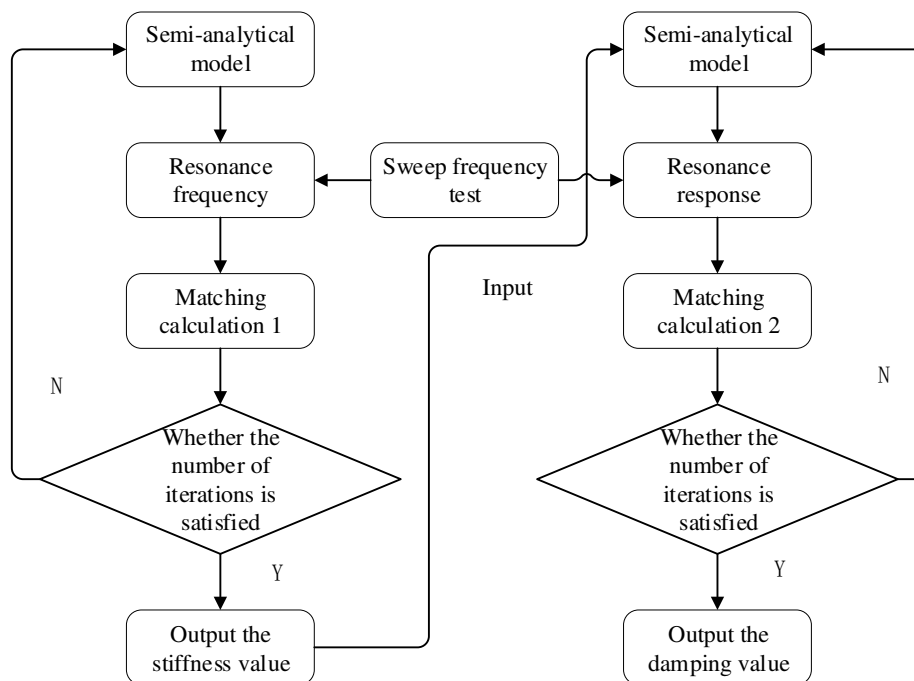 Semi-analytical
model
Resonance
frequency
Matching
calculation 1
N
Whether the
number of
iterations is
satisfied
Y
Output the
stiffness value
Sweep frequency
test
Input
Semi-analytical
model
Resonance
response
Matching
calculation 2
N
Whether the
number of
iterations is
satisfied
Y
Output the
damping value